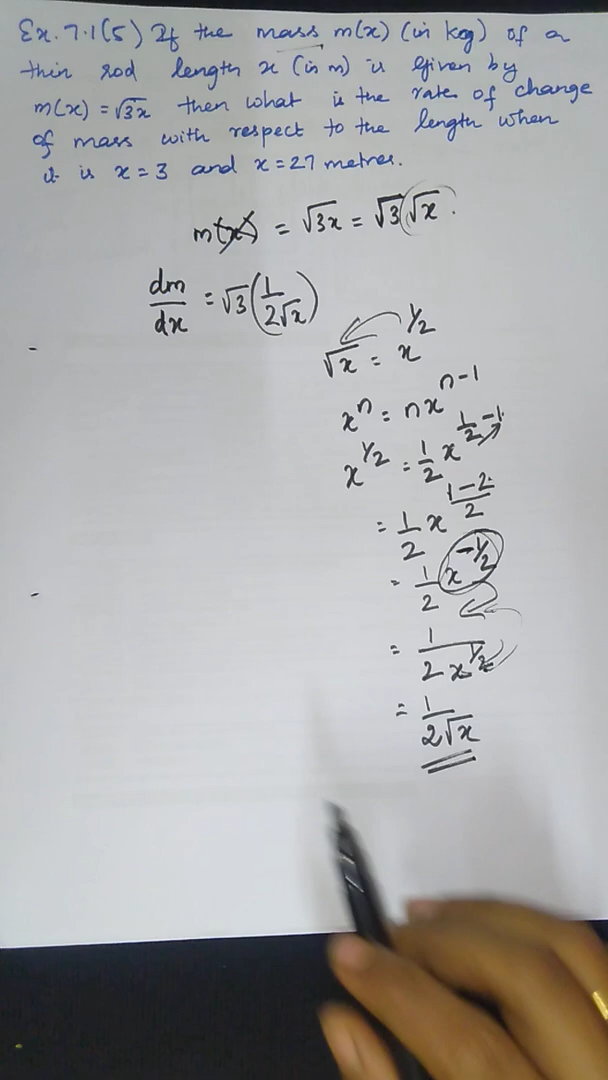 Ex. 7.1(5) If the mass m(x) (in kg) of a
thin rod length x (in m) is given by
m(x) = √3x then what is the rate of change
of mass with respect to the length when
it is x = 3 and x = 27 metres.
m(x) = √3x = √3 √x.
dm/dx = √3 (1/2√x)
√x = x^1/2
x^n = nx^n-1
x^1/2 = 1/2 x^1/2-1
= 1/2 x^1-2/2
= 1/2 x^-1/2
= 1/2x^1/2
= 1/2√x